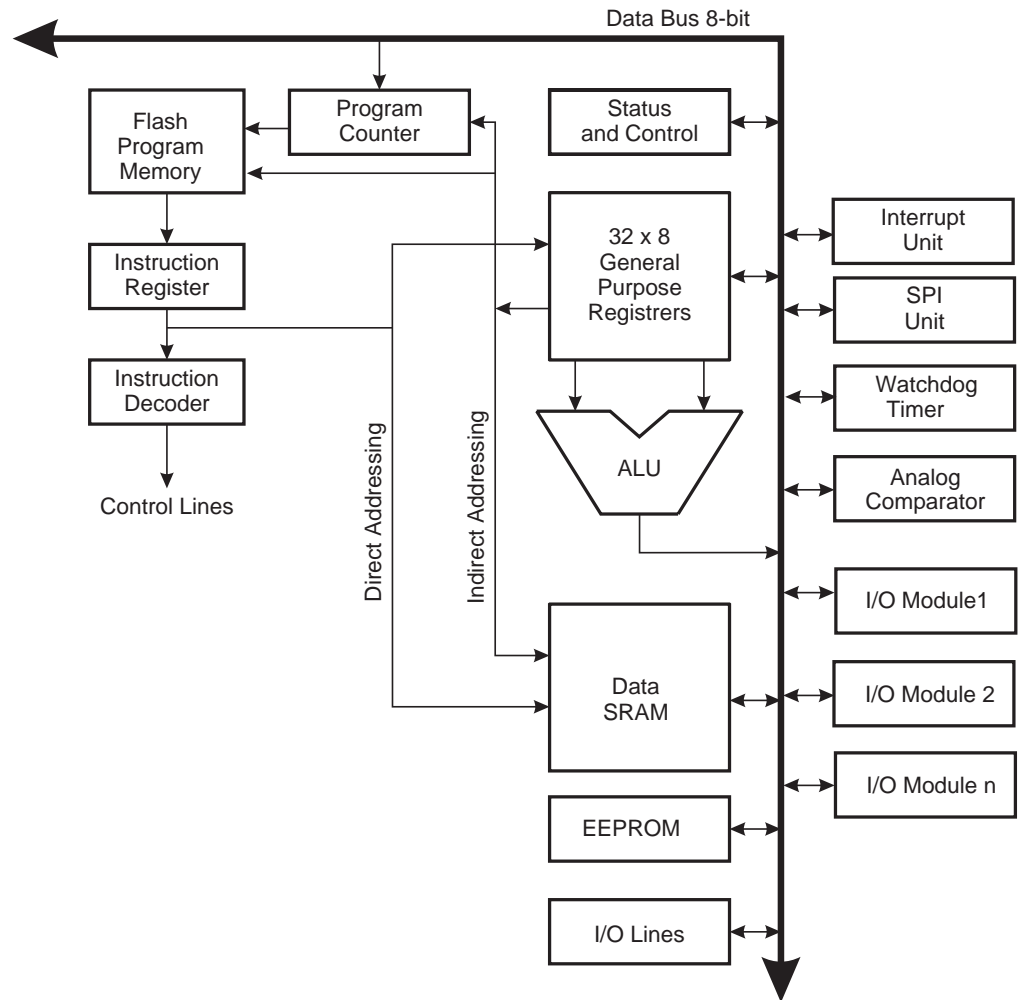 Data Bus 8-bit
Flash
Program
Memory
Program
Counter
Status
and Control
32 x 8
General
Purpose
Registrers
Interrupt
Unit
Instruction
Register
SPI
Unit
Instruction
Decoder
Watchdog
Timer
ALU
Analog
Comparator
Control Lines
Direct Addressing
Indirect Addressing
I/O Module1
Data
SRAM
I/O Module 2
I/O Module n
EEPROM
I/O Lines